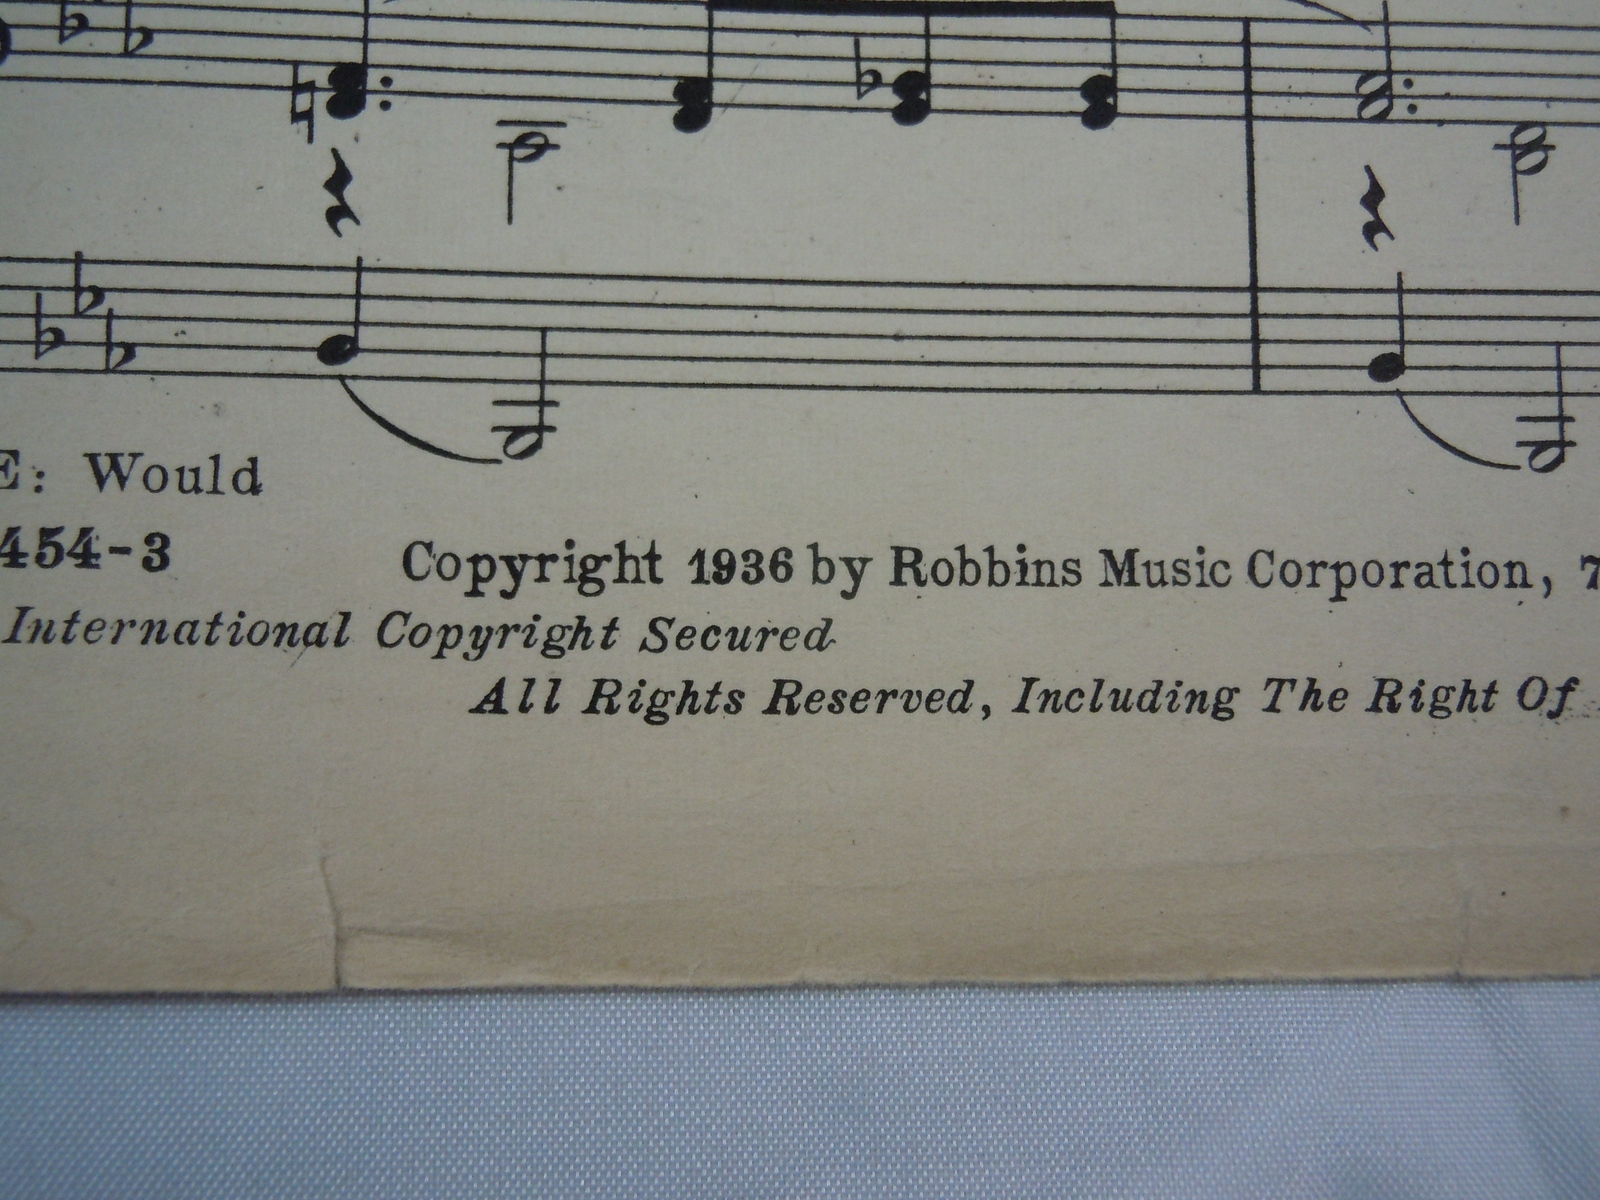 E: Would
454-3
Copyright 1936 by Robbins Music Corporation, 7
International Copyright Secured
All Rights Reserved, Including The Right Of